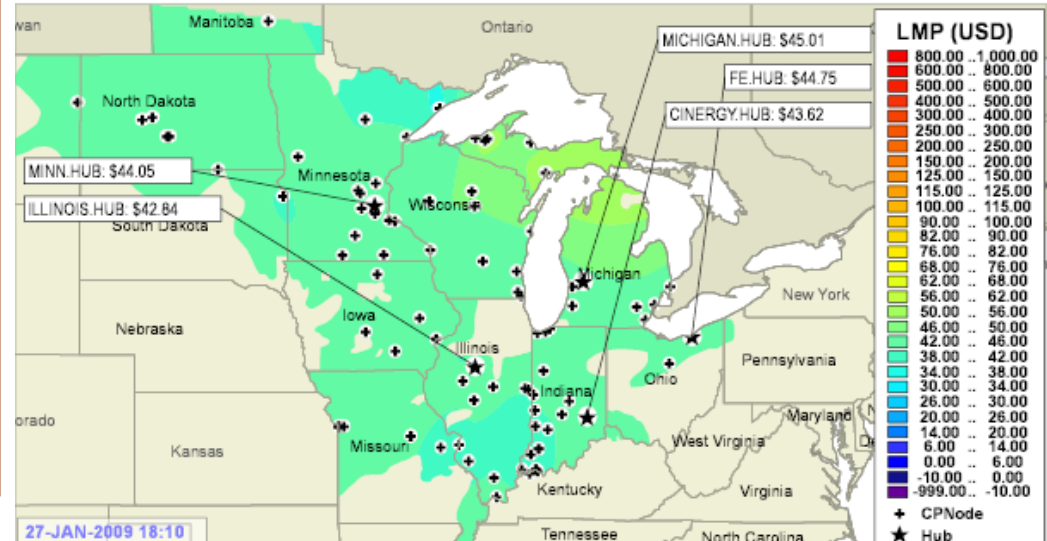 wan
Manitoba
Ontario
MICHIGAN.HUB: $45.01
FE.HUB: $44.75
CINERGY.HUB: $43.62
North Dakota
MINN.HUB: $44.05
Minnesota
ILLINOIS.HUB: $42.84
Wisconsin
South Dakota
Michigan
New York
Nebraska
Iowa
Illinois
Pennsylvania
Ohio
Indiana
orado
Maryland
N
Kansas
Missouri
West Virginia
De
Kentucky
Virginia
27-JAN-2009 18:10
Tennessee
North Carolina
LMP (USD)
800.00 .. 1,000.00
600.00 .. 800.00
500.00 .. 600.00
400.00 .. 500.00
300.00 .. 400.00
250.00 .. 300.00
200.00 .. 250.00
150.00 .. 200.00
125.00 .. 150.00
115.00 .. 125.00
100.00 .. 115.00
90.00 .. 100.00
82.00 .. 90.00
76.00 .. 82.00
68.00 .. 76.00
62.00 .. 68.00
56.00 .. 62.00
50.00 .. 56.00
46.00 .. 50.00
42.00 .. 46.00
38.00 .. 42.00
34.00 .. 38.00
30.00 .. 34.00
26.00 .. 30.00
20.00 .. 26.00
14.00 .. 20.00
6.00 .. 14.00
0.00 .. 6.00
-10.00 .. 0.00
-999.00 .. -10.00
CPNode
Hub